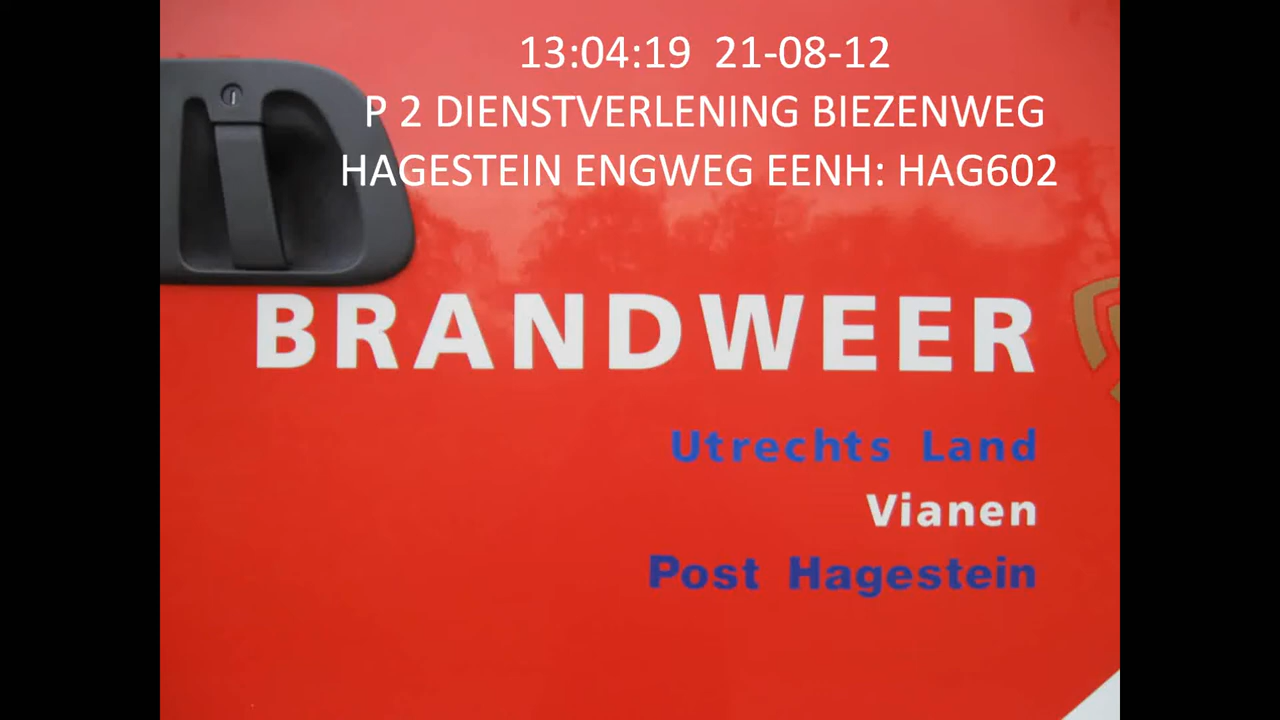 13:04:19 21-08-12
P 2 DIENSTVERLENING BIEZENWEG
HAGESTEIN ENGWEG EENH: HAG602
BRANDWEER
Utrechts Land
Vianen
Post Hagestein